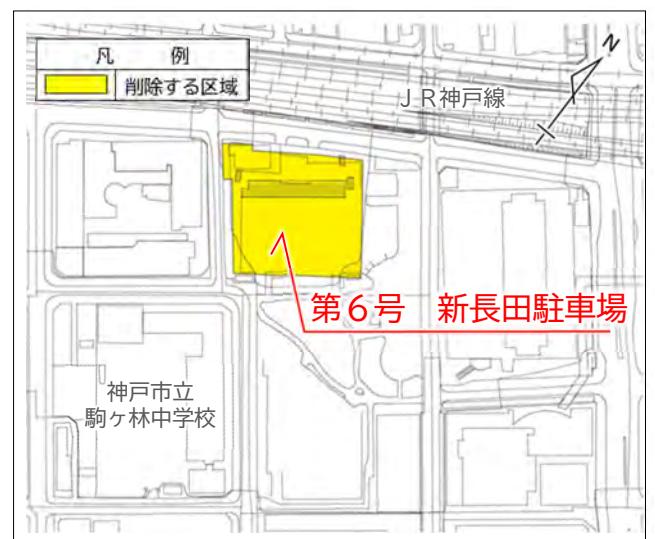 凡　例
削除する区域
N
ＪＲ神戸線
第６号　新長田駐車場
神戸市立
駒ヶ林中学校